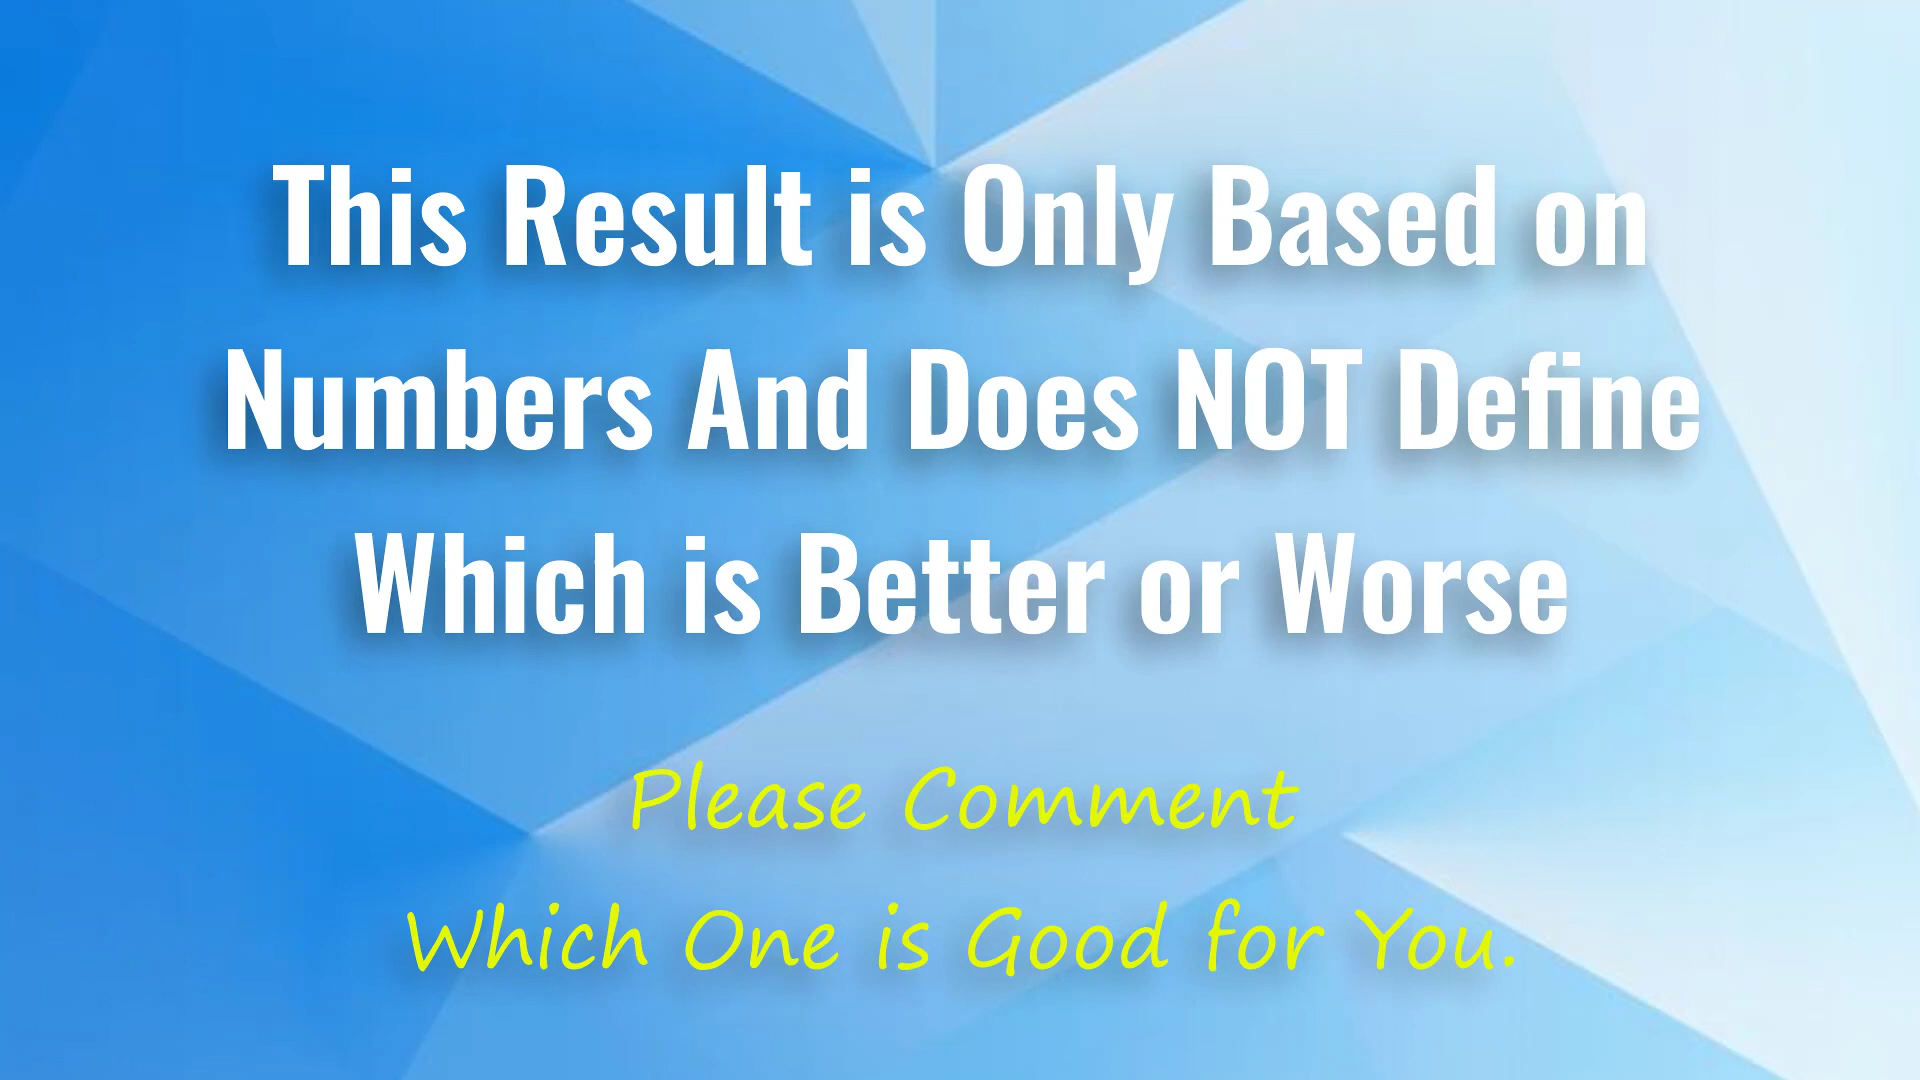 This Result is Only Based on
Numbers And Does NOT Define
Which is Better or Worse
Please Comment
Which One is Good for You.